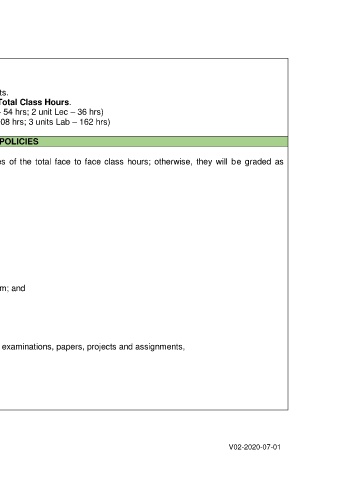 ts.
Total Class Hours.
- 54 hrs; 2 unit Lec – 36 hrs)
08 hrs; 3 units Lab – 162 hrs)
POLICIES
es of the total face to face class hours; otherwise, they will be graded as
m; and
examinations, papers, projects and assignments,
V02-2020-07-01